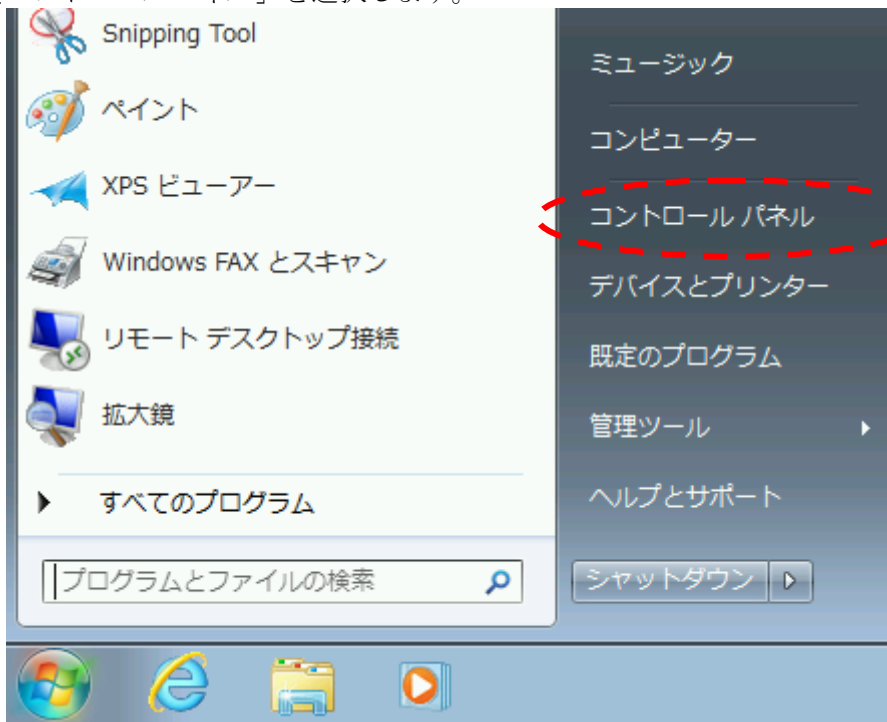 」を選択します。
Snipping Tool
ペイント
XPS ビューアー
Windows FAX とスキャン
リモート デスクトップ接続
拡大鏡
すべてのプログラム
プログラムとファイルの検索
ミュージック
コンピューター
コントロール パネル
デバイスとプリンター
既定のプログラム
管理ツール
ヘルプとサポート
シャットダウン